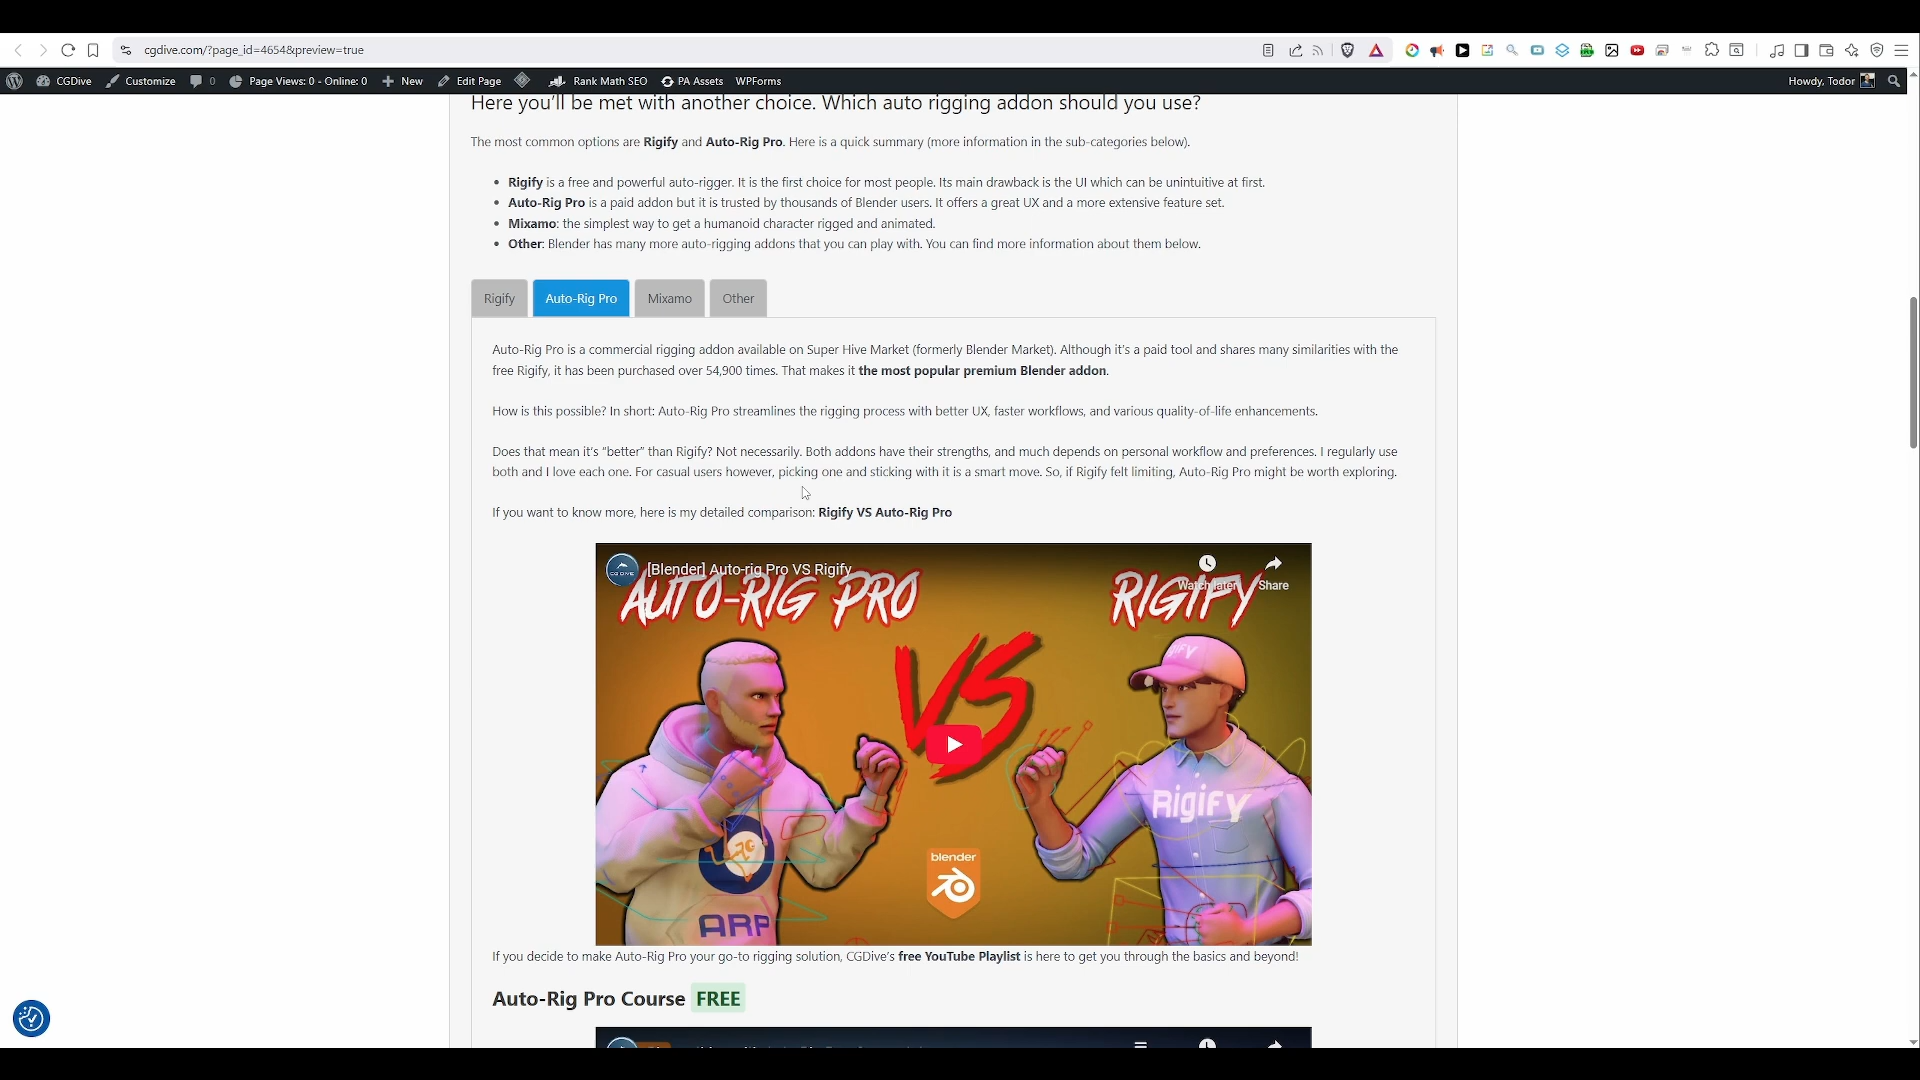 cgdive.com/?page_id=4654&preview=true
CGDive Customize 0 Page Views: 0 - Online: 0 New Edit Page Rank Math SEO PA Assets WPForms Howdy, Todor
Here you'll be met with another choice. Which auto rigging addon should you use?
The most common options are Rigify and Auto-Rig Pro. Here is a quick summary (more information in the sub-categories below).
• Rigify is a free and powerful auto-rigger. It is the first choice for most people. Its main drawback is the UI which can be unintuitive at first.
• Auto-Rig Pro is a paid addon but it is trusted by thousands of Blender users. It offers a great UX and a more extensive feature set.
• Mixamo: the simplest way to get a humanoid character rigged and animated.
• Other: Blender has many more auto-rigging addons that you can play with. You can find more information about them below.
Rigify Auto-Rig Pro Mixamo Other
Auto-Rig Pro is a commercial rigging addon available on Super Hive Market (formerly Blender Market). Although it's a paid tool and shares many similarities with the
free Rigify, it has been purchased over 54,900 times. That makes it the most popular premium Blender addon.
How is this possible? In short: Auto-Rig Pro streamlines the rigging process with better UX, faster workflows, and various quality-of-life enhancements.
Does that mean it's "better" than Rigify? Not necessarily. Both addons have their strengths, and much depends on personal workflow and preferences. I regularly use
both and I love each one. For casual users however, picking one and sticking with it is a smart move. So, if Rigify felt limiting, Auto-Rig Pro might be worth exploring.
If you want to know more, here is my detailed comparison: Rigify VS Auto-Rig Pro
[Blender] Auto-rig Pro VS Rigify
Watch later Share
AUTO-RIG PRO RIGIFY
VS
Rigify
blender
ARP
If you decide to make Auto-Rig Pro your go-to rigging solution, CGDive's free YouTube Playlist is here to get you through the basics and beyond!
Auto-Rig Pro Course FREE